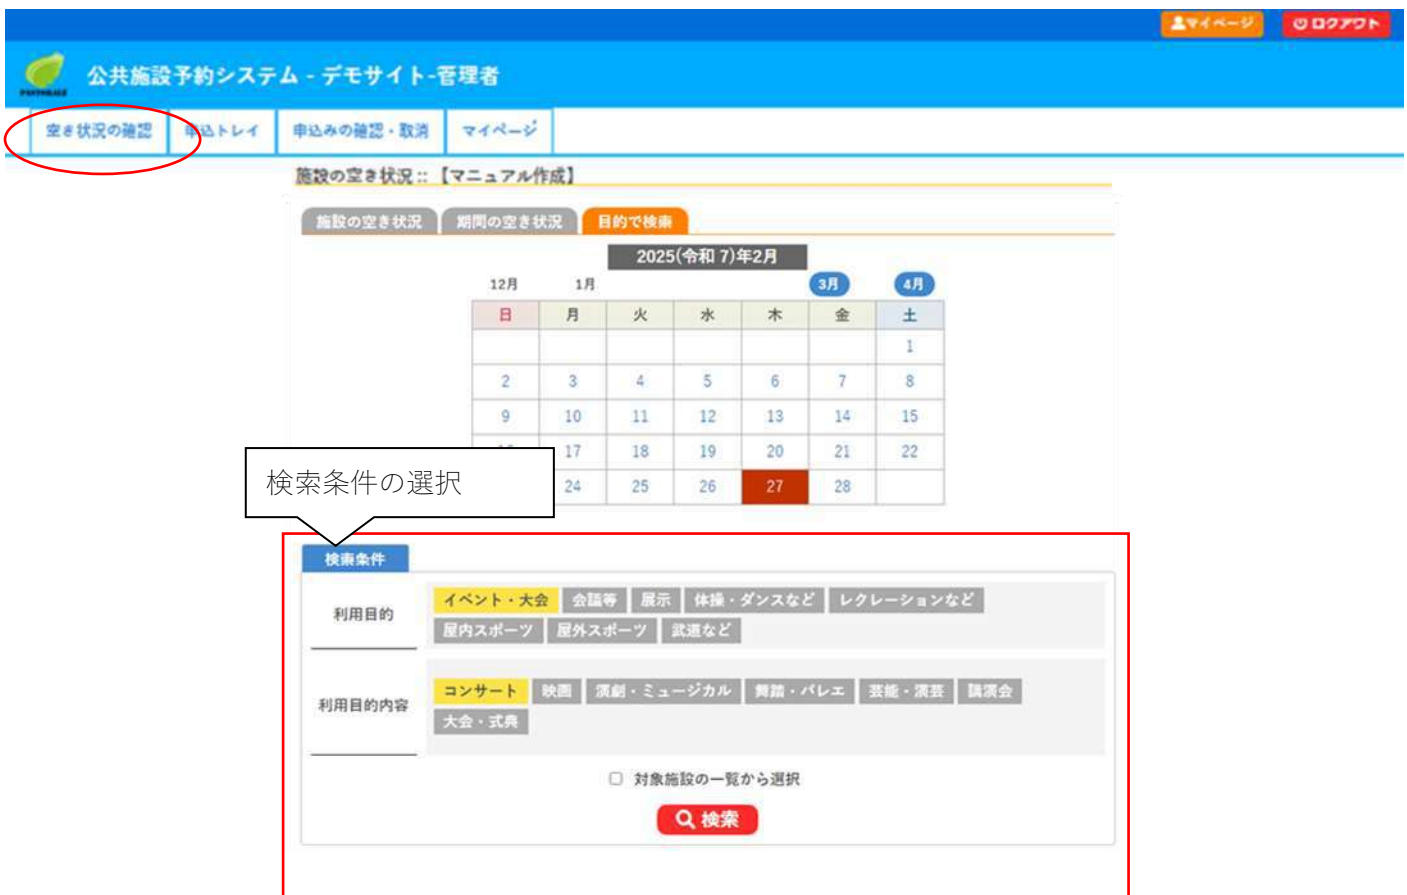 マイページ ログアウト
公共施設予約システム - デモサイト-管理者
空き状況の確認 申込トレイ 申込みの確認・取消 マイページ
施設の空き状況 :: 【マニュアル作成】
施設の空き状況 期間の空き状況 目的で検索
2025(令和 7)年2月
12月 1月 3月 4月
日 月 火 水 木 金 土
1
2 3 4 5 6 7 8
9 10 11 12 13 14 15
17 18 19 20 21 22
検索条件の選択
24 25 26 27 28
検索条件
利用目的
イベント・大会 会議等 展示 体操・ダンスなど レクレーションなど
屋内スポーツ 屋外スポーツ 武道など
利用目的内容
コンサート 映画 演劇・ミュージカル 舞踏・バレエ 芸能・演芸 講演会
大会・式典
対象施設の一覧から選択
検索